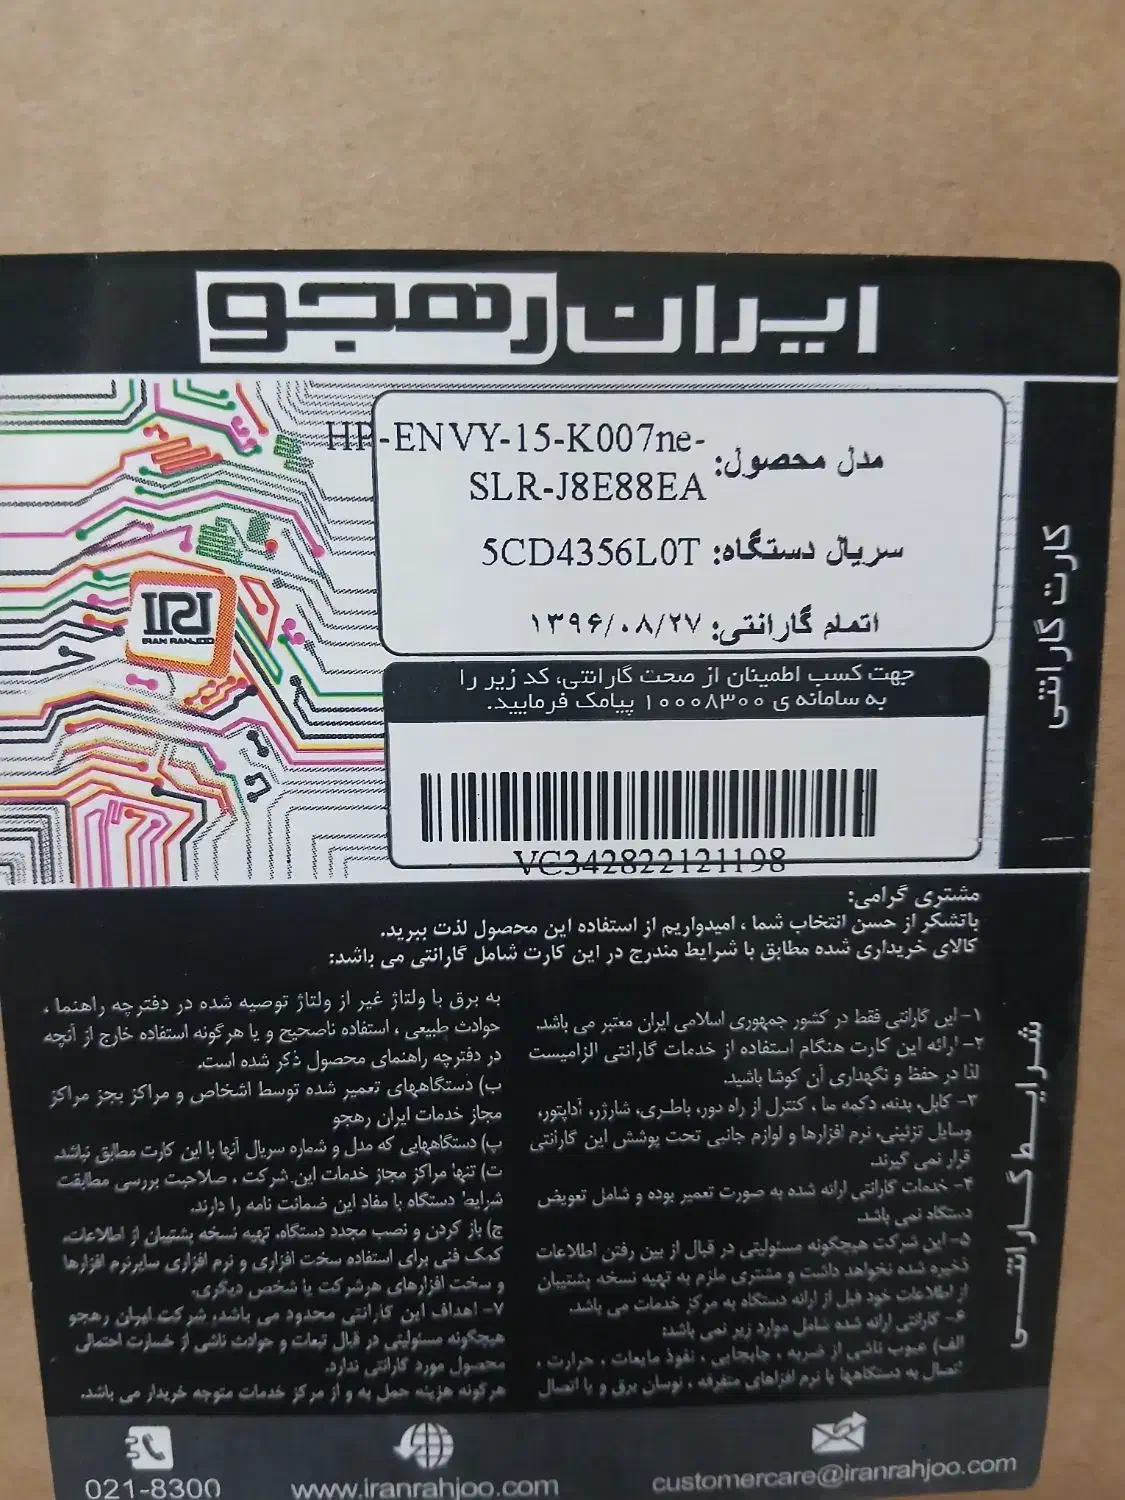 ایران رهجو
مدل محصول: HP-ENVY-15-K007ne-
SLR-J8E88EA
سریال دستگاه: 5CD4356L0T
اتمام گارانتی: ۱۳۹۶/۰۸/۲۷
کارت گارانتی
IRAN RAHJOO
جهت کسب اطمینان از صحت گارانتی، کد زیر را
به سامانه ی ۱۰۰۰۸۳۰۰ پیامک فرمایید.
VC342822121198
مشتری گرامی:
باتشکر از حسن انتخاب شما ، امیدواریم از استفاده این محصول لذت ببرید.
کالای خریداری شده مطابق با شرایط مندرج در این کارت شامل گارانتی می باشد:
شرایط گارانتی
۱- این گارانتی فقط در کشور جمهوری اسلامی ایران معتبر می باشد.
۲- ارائه این کارت هنگام استفاده از خدمات گارانتی الزامیست
لذا در حفظ و نگهداری آن کوشا باشید.
۳- کابل، بدنه، دکمه ها ، کنترل از راه دور، باطری، شارژر، آداپتور،
وسایل تزئینی، نرم افزارها و لوازم جانبی تحت پوشش این گارانتی
قرار نمی گیرند.
۴- خدمات گارانتی ارائه شده به صورت تعمیر بوده و شامل تعویض
دستگاه نمی باشد.
۵- این شرکت هیچگونه مسئولیتی در قبال از بین رفتن اطلاعات
ذخیره شده نخواهد داشت و مشتری ملزم به تهیه نسخه پشتیبان
از اطلاعات خود قبل از ارائه دستگاه به مرکز خدمات می باشد.
۶- گارانتی ارائه شده شامل موارد زیر نمی باشد:
الف) عیوب ناشی از ضربه ، جابجایی ، نفوذ مایعات ، حرارت ،
اتصال به دستگاهها یا نرم افزاهای متفرقه ، نوسان برق و یا اتصال
به برق با ولتاژ غیر از ولتاژ توصیه شده در دفترچه راهنما ،
حوادث طبیعی ، استفاده ناصحیح و یا هرگونه استفاده خارج از آنچه
در دفترچه راهنمای محصول ذکر شده است.
ب) دستگاههای تعمیر شده توسط اشخاص و مراکز بجز مراکز
مجاز خدمات ایران رهجو
پ) دستگاههایی که مدل و شماره سریال آنها با این کارت مطابق نباشد.
ت) تنها مراکز مجاز خدمات این شرکت ، صلاحیت بررسی مطابقت
شرایط دستگاه با مفاد این ضمانت نامه را دارند.
ج) باز کردن و نصب مجدد دستگاه، تهیه نسخه پشتیبان از اطلاعات،
کمک فنی برای استفاده سخت افزاری و نرم افزاری سایرنرم افزارها
و سخت افزارهای هرشرکت یا شخص دیگری.
۷- اهداف این گارانتی محدود می باشد، شرکت ایران رهجو
هیچگونه مسئولیتی در قبال تبعات و حوادث ناشی از خسارت احتمالی
محصول مورد گارانتی ندارد.
هرگونه هزینه حمل به و از مرکز خدمات متوجه خریدار می باشد.
021-8300
www.iranrahjoo.com
customercare@iranrahjoo.com